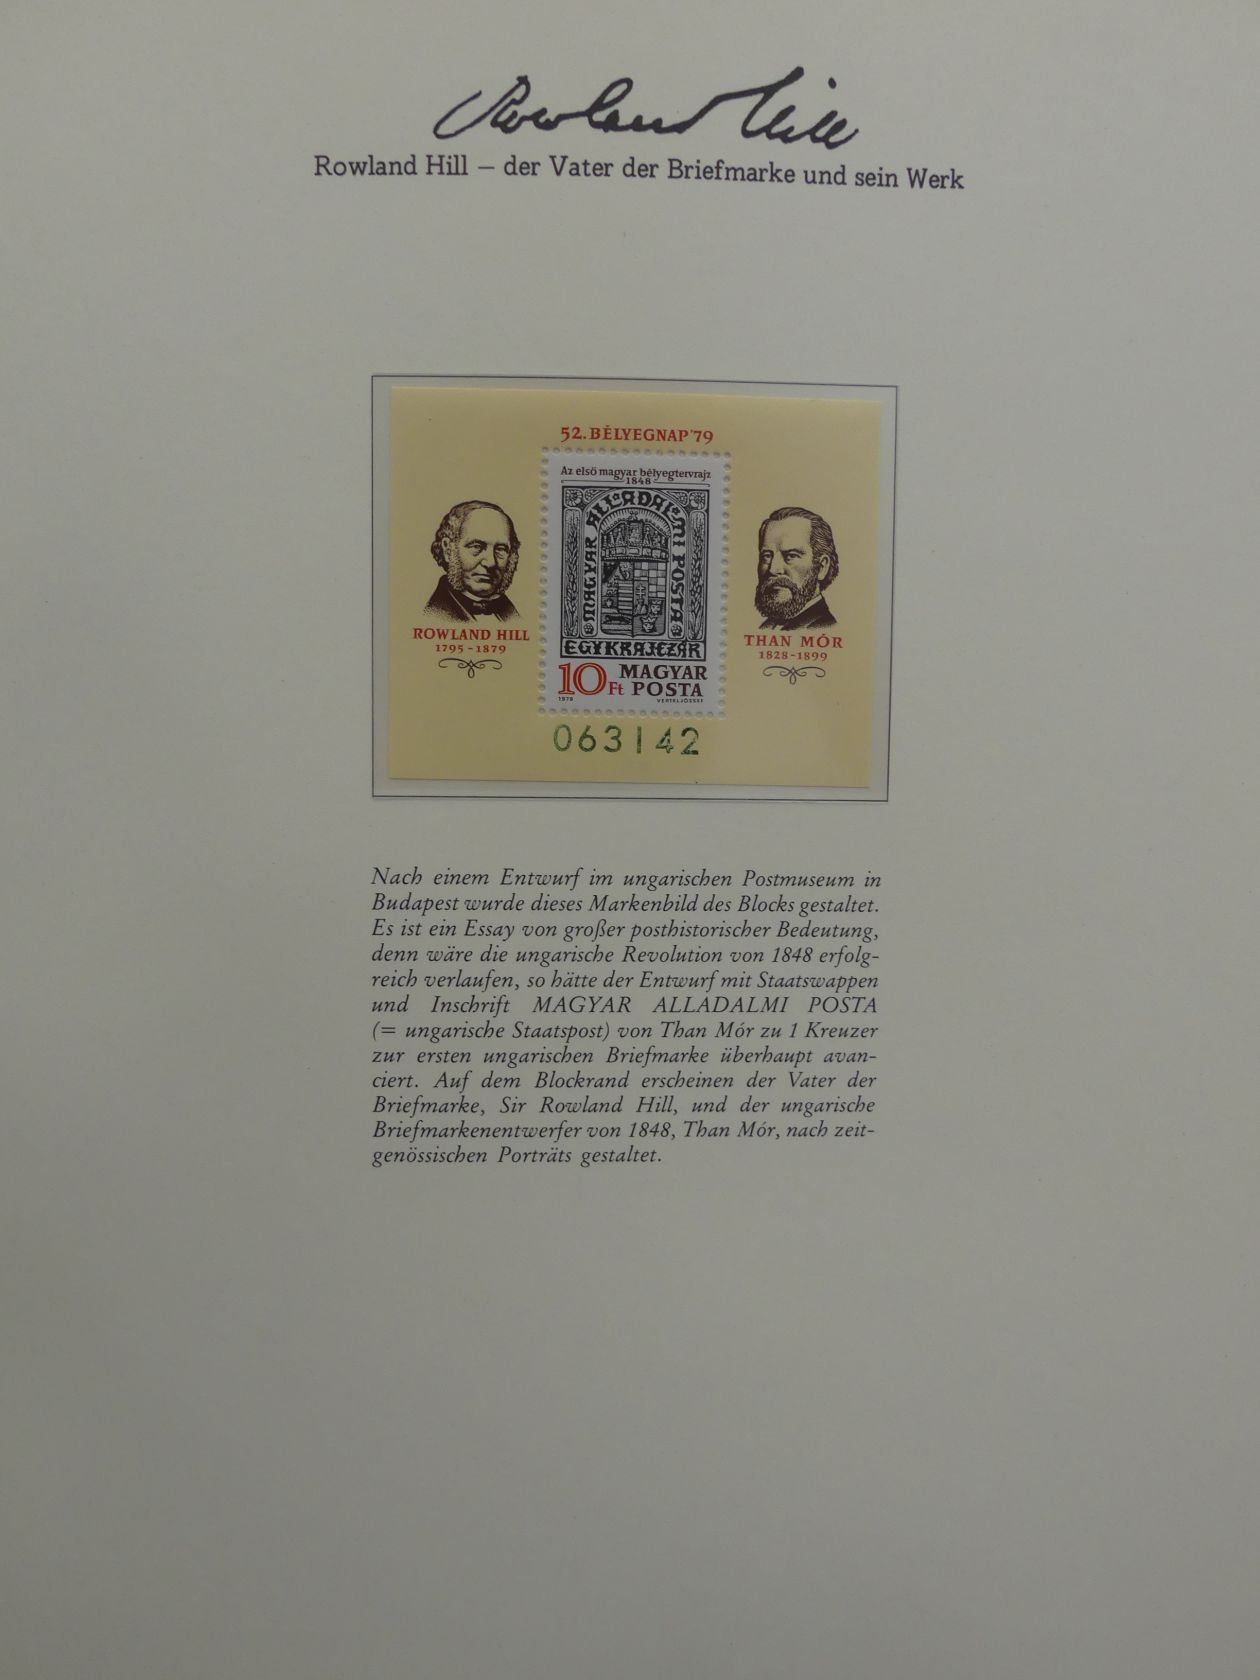 Rowland Hill
Rowland Hill – der Vater der Briefmarke und sein Werk
52. BÉLYEGNAP '79
Az első magyar bélyegtervrajz
1848
MAGYAR ÁLLADALMI POSTA
EGY KRAJCZÁR
10 Ft MAGYAR
POSTA
1979 VERTEL JÓZSEF
ROWLAND HILL
1795-1879
THAN MÓR
1828-1899
063142
Nach einem Entwurf im ungarischen Postmuseum in
Budapest wurde dieses Markenbild des Blocks gestaltet.
Es ist ein Essay von großer posthistorischer Bedeutung,
denn wäre die ungarische Revolution von 1848 erfolg-
reich verlaufen, so hätte der Entwurf mit Staatswappen
und Inschrift MAGYAR ALLADALMI POSTA
(= ungarische Staatspost) von Than Mór zu 1 Kreuzer
zur ersten ungarischen Briefmarke überhaupt avan-
ciert. Auf dem Blockrand erscheinen der Vater der
Briefmarke, Sir Rowland Hill, und der ungarische
Briefmarkenentwerfer von 1848, Than Mór, nach zeit-
genössischen Porträts gestaltet.